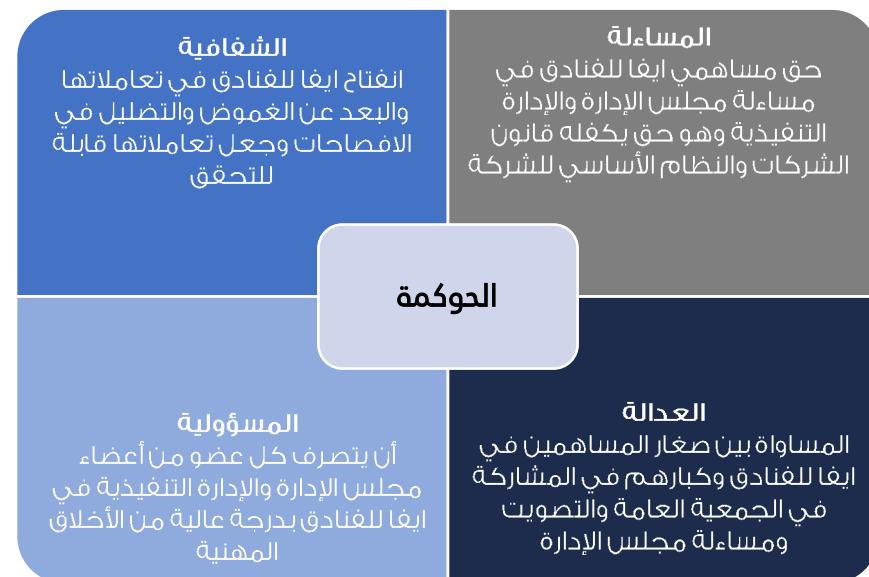 المساءلة
حق مساهمي ايفا للفنادق في
مساءلة مجلس الإدارة والإدارة
التنفيذية وهو حق يكفله قانون
الشركات والنظام الأساسي للشركة
الشفافية
انفتاح ايفا للفنادق في تعاملاتها
والبعد عن الغموض والتضليل في
الافصاحات وجعل تعاملاتها قابلة
للتحقق
الحوكمة
العدالة
المساواة بين صغار المساهمين في
ايفا للفنادق وكبارهم في المشاركة
في الجمعية العامة والتصويت
ومساءلة مجلس الإدارة
المسؤولية
أن يتصرف كل عضو من أعضاء
مجلس الإدارة والإدارة التنفيذية في
ايفا للفنادق بدرجة عالية من الأخلاق
المهنية